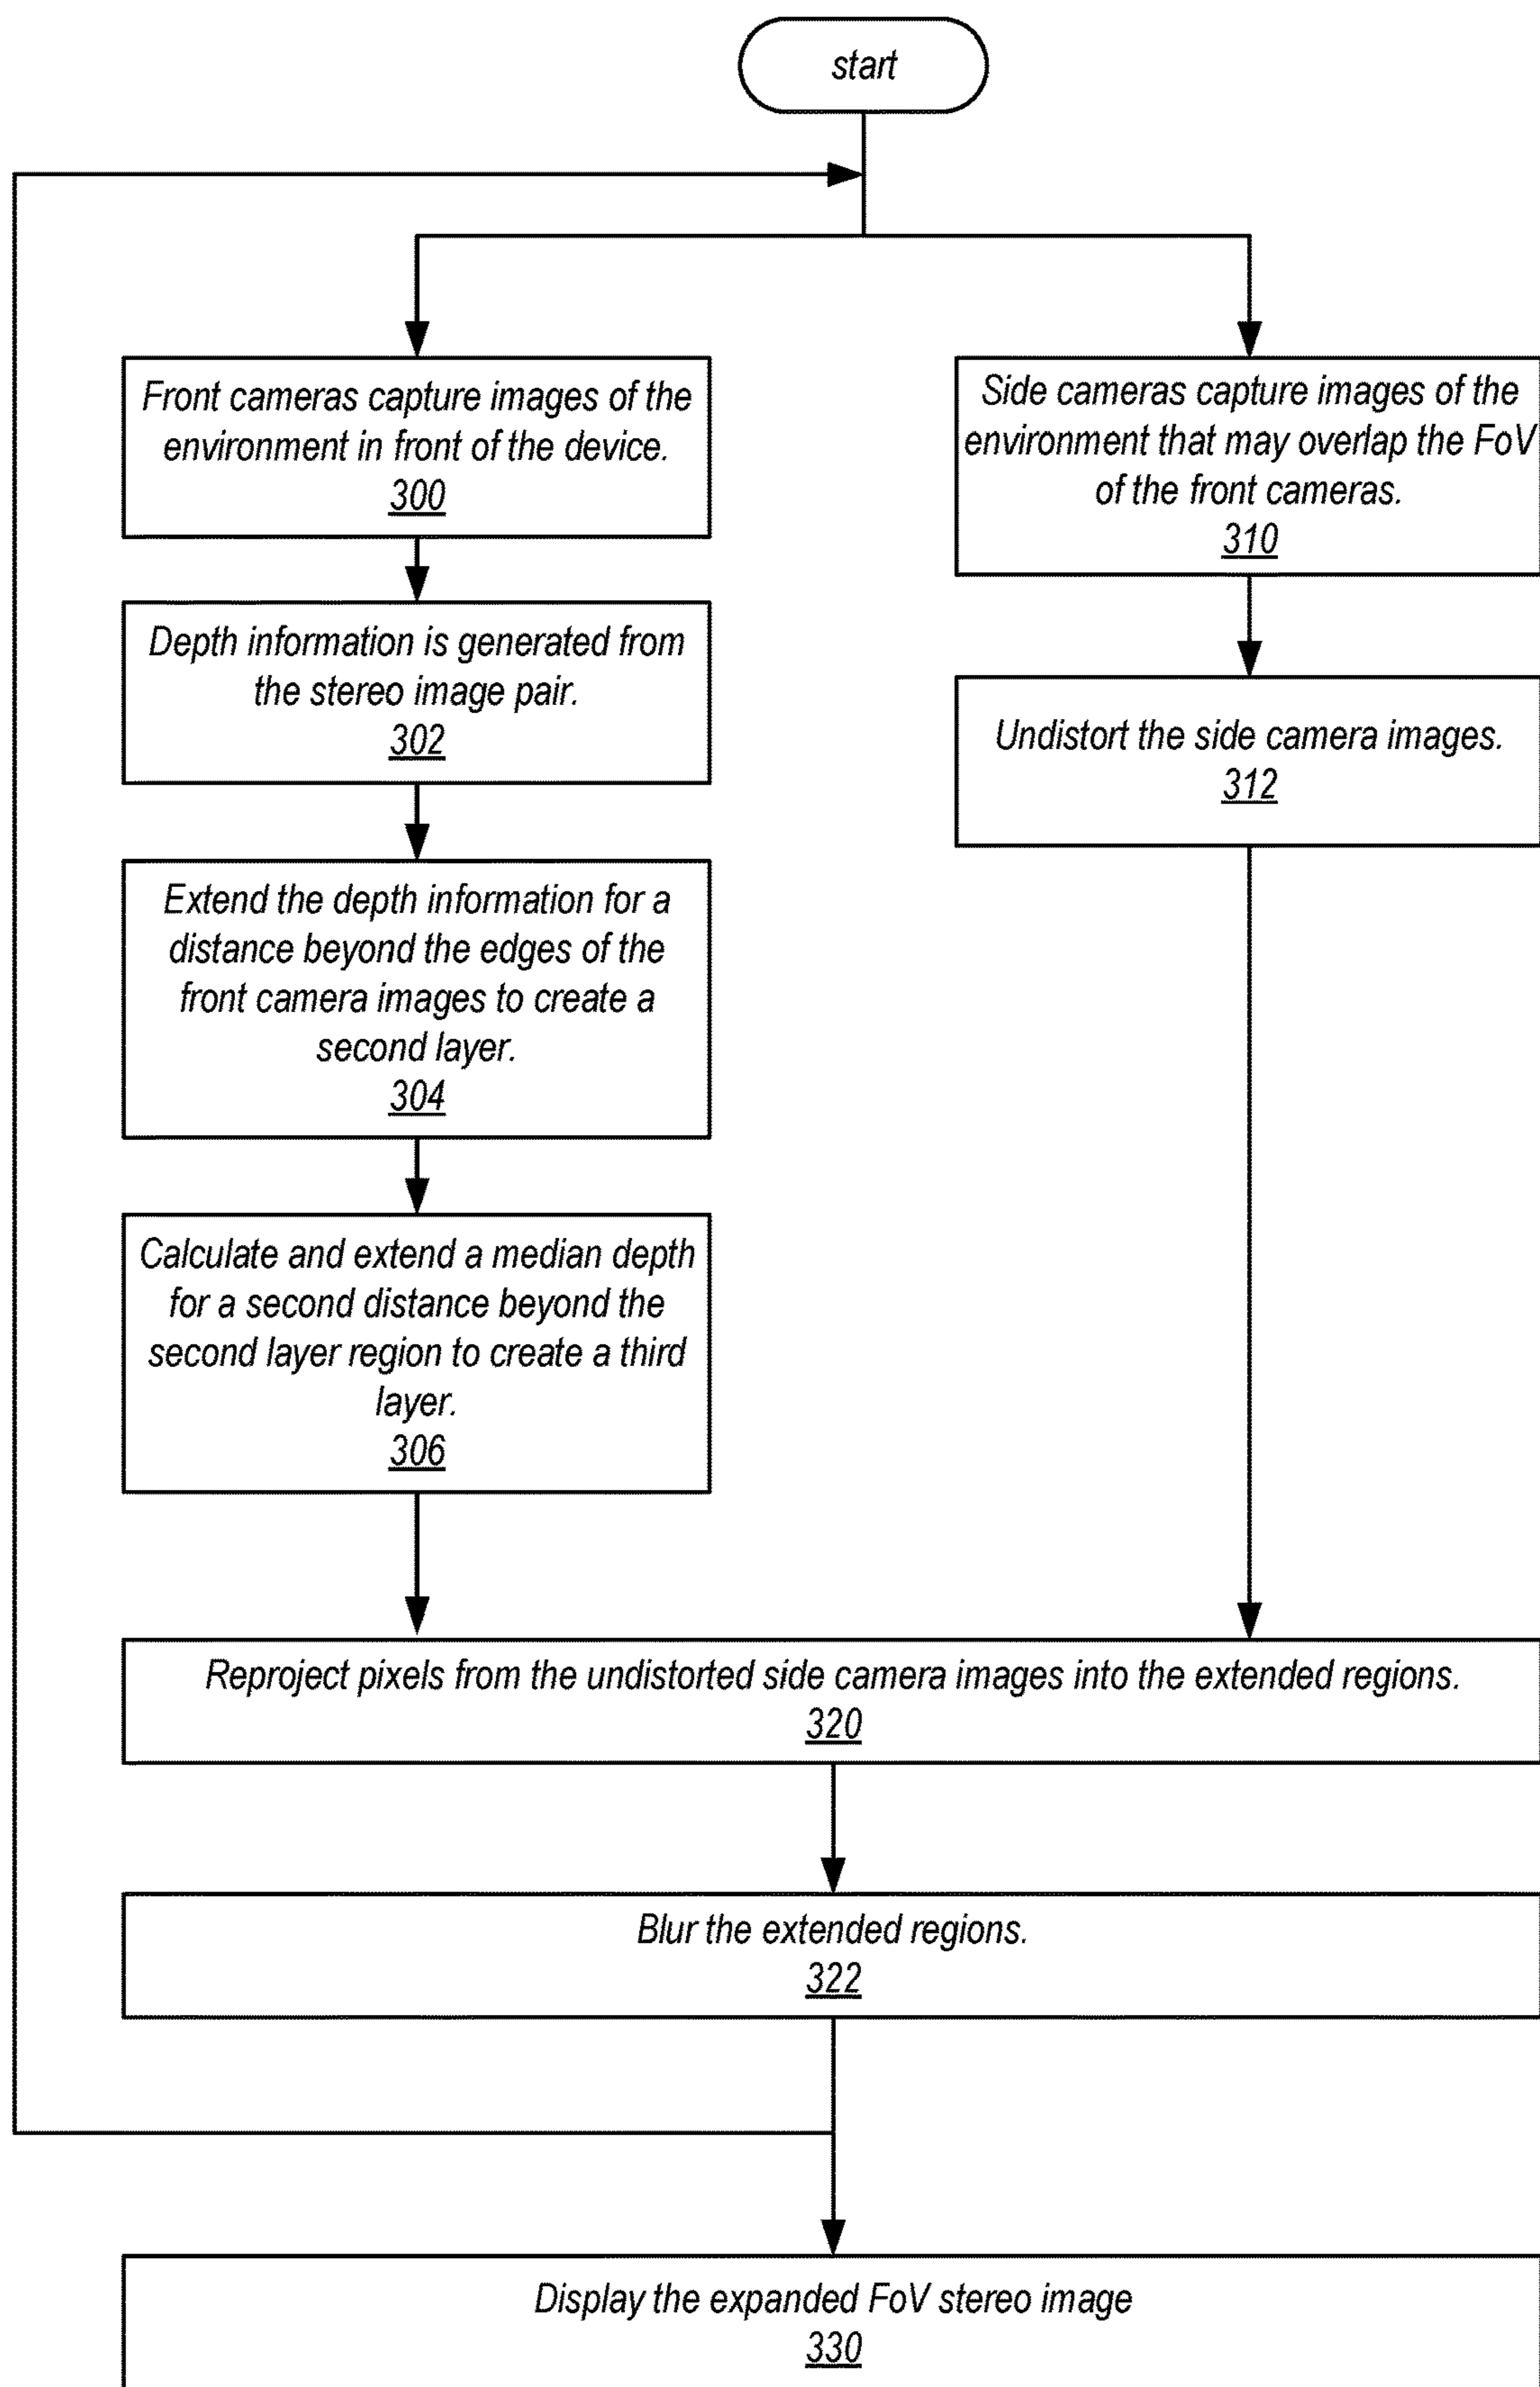 start
Front cameras capture images of the
environment in front of the device.
300
Side cameras capture images of the
environment that may overlap the FoV
of the front cameras.
310
Depth information is generated from
the stereo image pair.
302
Undistort the side camera images.
312
Extend the depth information for a
distance beyond the edges of the
front camera images to create a
second layer.
304
Calculate and extend a median depth
for a second distance beyond the
second layer region to create a third
layer.
306
Reproject pixels from the undistorted side camera images into the extended regions.
320
Blur the extended regions.
322
Display the expanded FoV stereo image
330